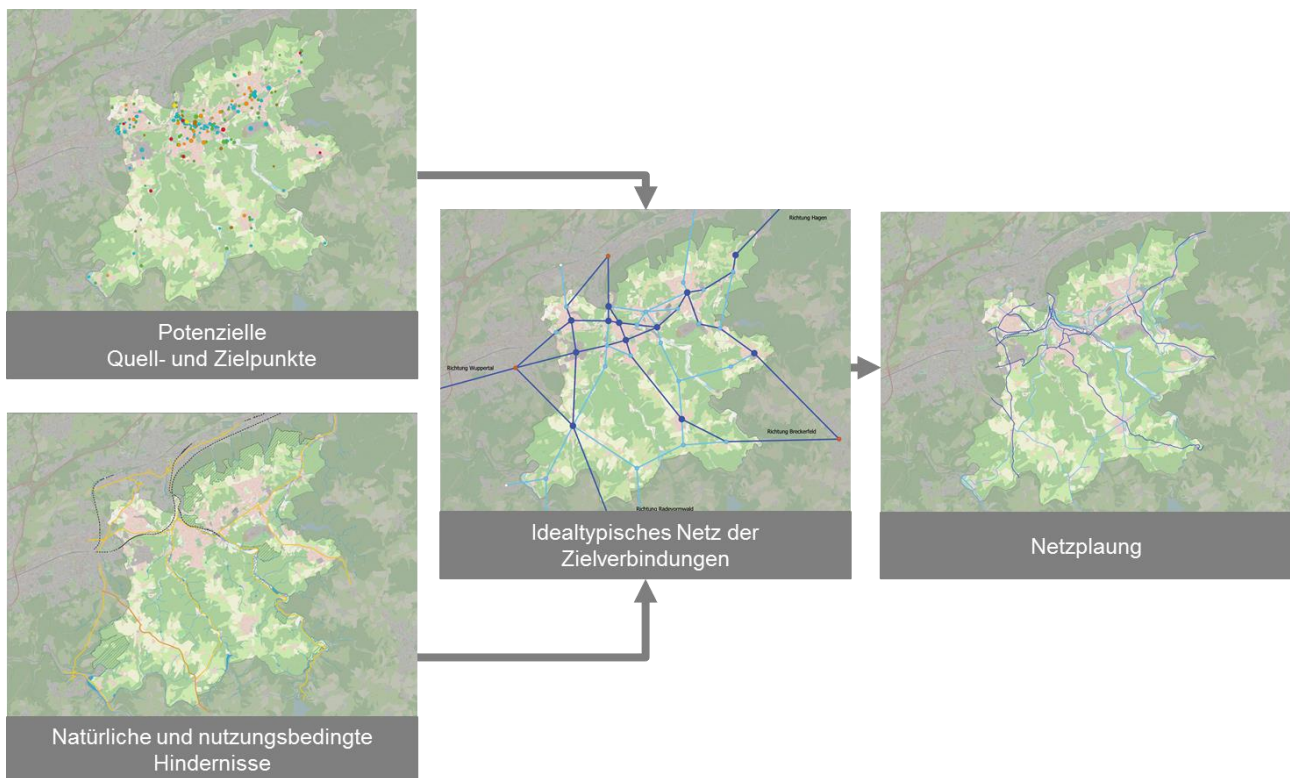 Potenzielle
Quell- und Zielpunkte
Natürliche und nutzungsbedingte
Hindernisse
Richtung Hagen
Richtung Wuppertal
Richtung Breckerfeld
Richtung Radevormwald
Idealtypisches Netz der
Zielverbindungen
Netzplaung